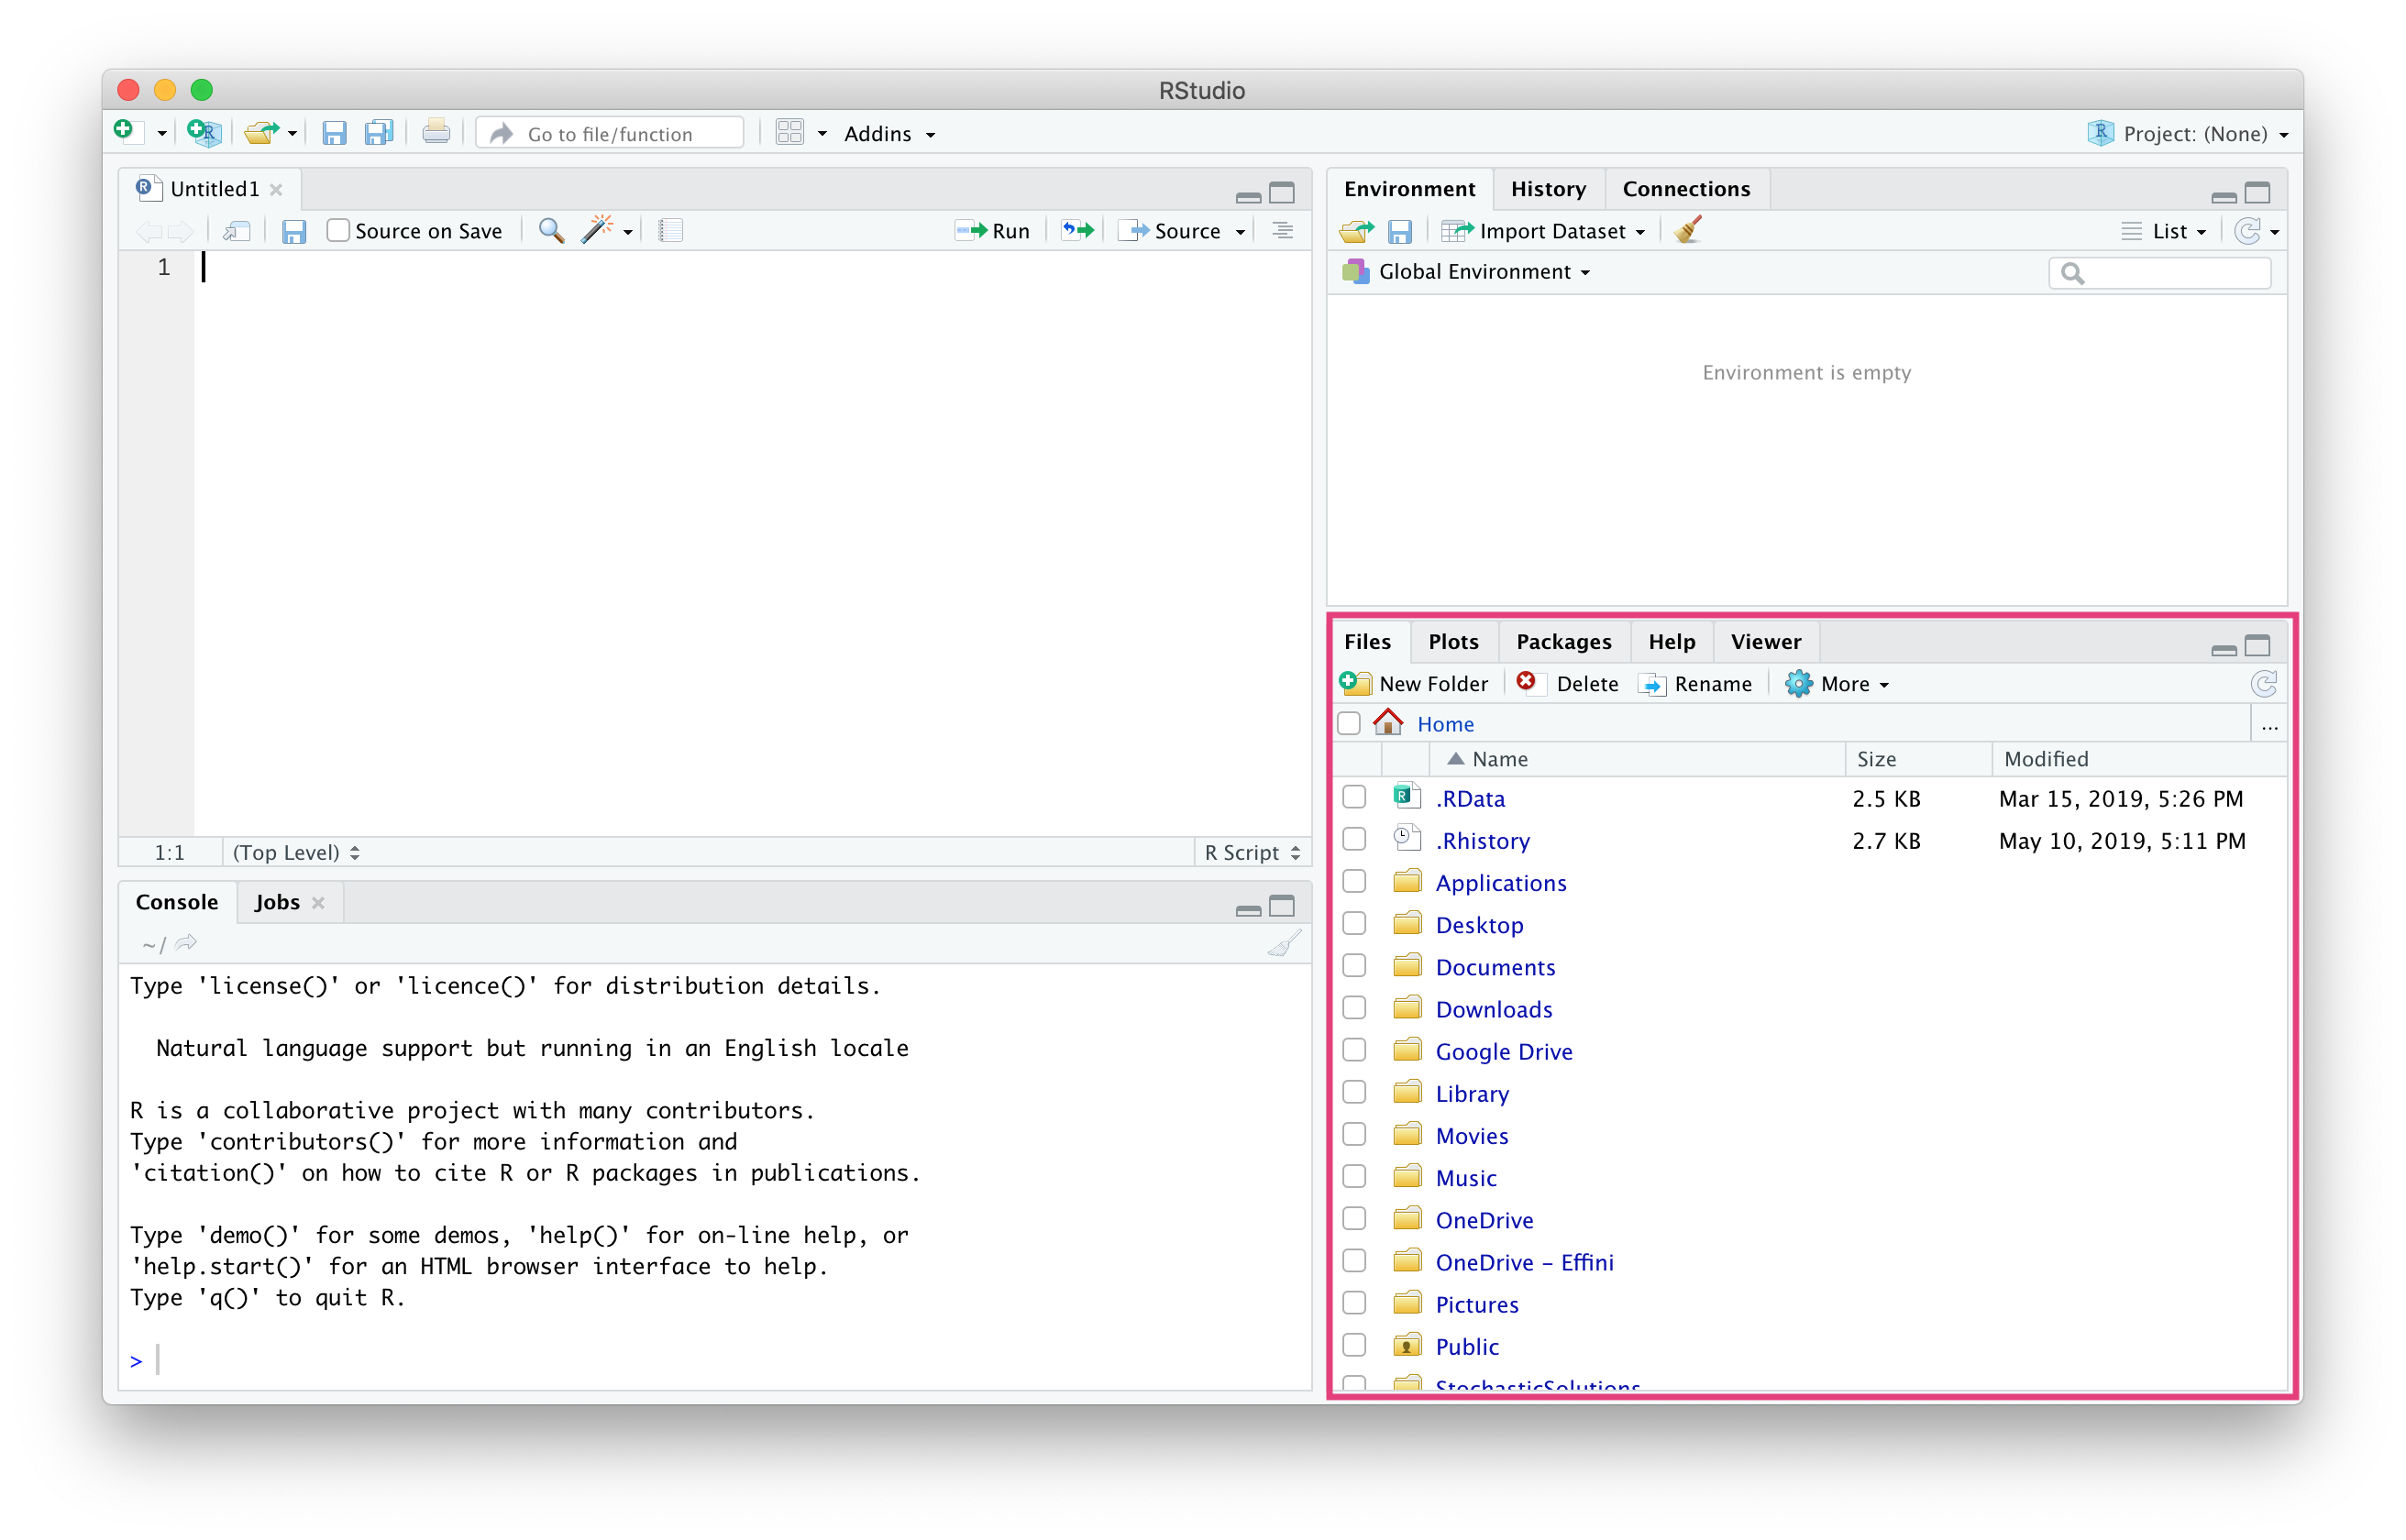 RStudio
Go to file/function
Addins
Project: (None)
Untitled1
Source on Save
Run
Source
1
1:1
(Top Level)
R Script
Console
Jobs
~/
Type 'license()' or 'licence()' for distribution details.
Natural language support but running in an English locale
R is a collaborative project with many contributors.
Type 'contributors()' for more information and
'citation()' on how to cite R or R packages in publications.
Type 'demo()' for some demos, 'help()' for on-line help, or
'help.start()' for an HTML browser interface to help.
Type 'q()' to quit R.
>
Environment
History
Connections
Import Dataset
List
Global Environment
Environment is empty
Files
Plots
Packages
Help
Viewer
New Folder
Delete
Rename
More
Home
...
Name
Size
Modified
.RData 2.5 KB Mar 15, 2019, 5:26 PM
.Rhistory 2.7 KB May 10, 2019, 5:11 PM
Applications
Desktop
Documents
Downloads
Google Drive
Library
Movies
Music
OneDrive
OneDrive – Effini
Pictures
Public
StochasticSolutions